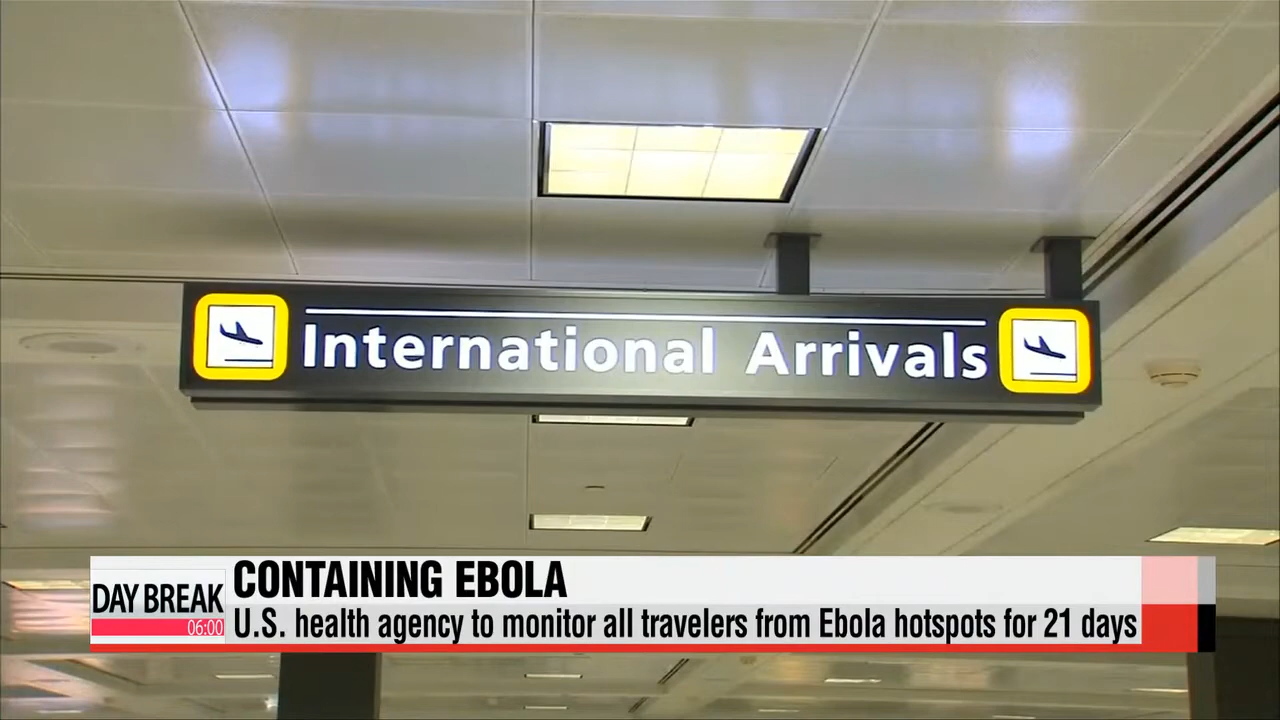 International Arrivals
DAY BREAK
06:00
CONTAINING EBOLA
U.S. health agency to monitor all travelers from Ebola hotspots for 21 days